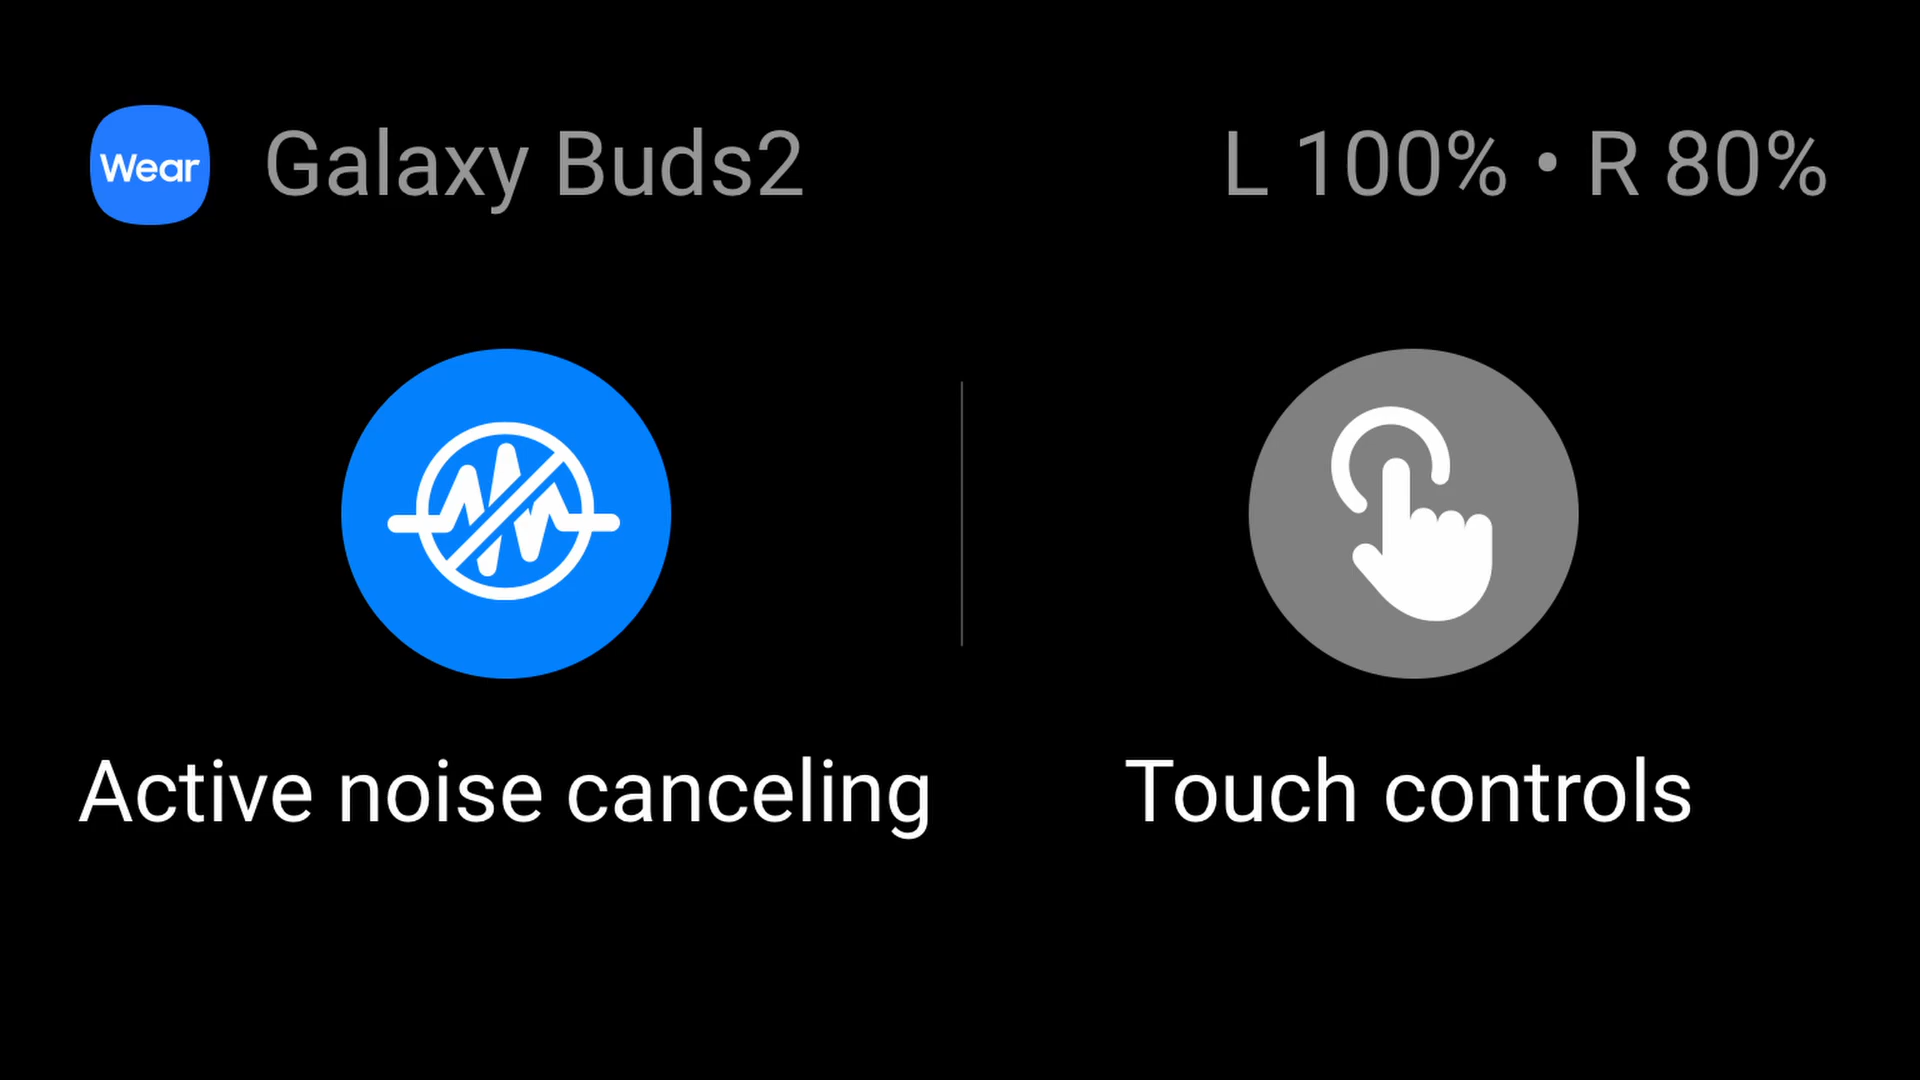 Wear Galaxy Buds2 L 100% • R 80%
Active noise canceling Touch controls